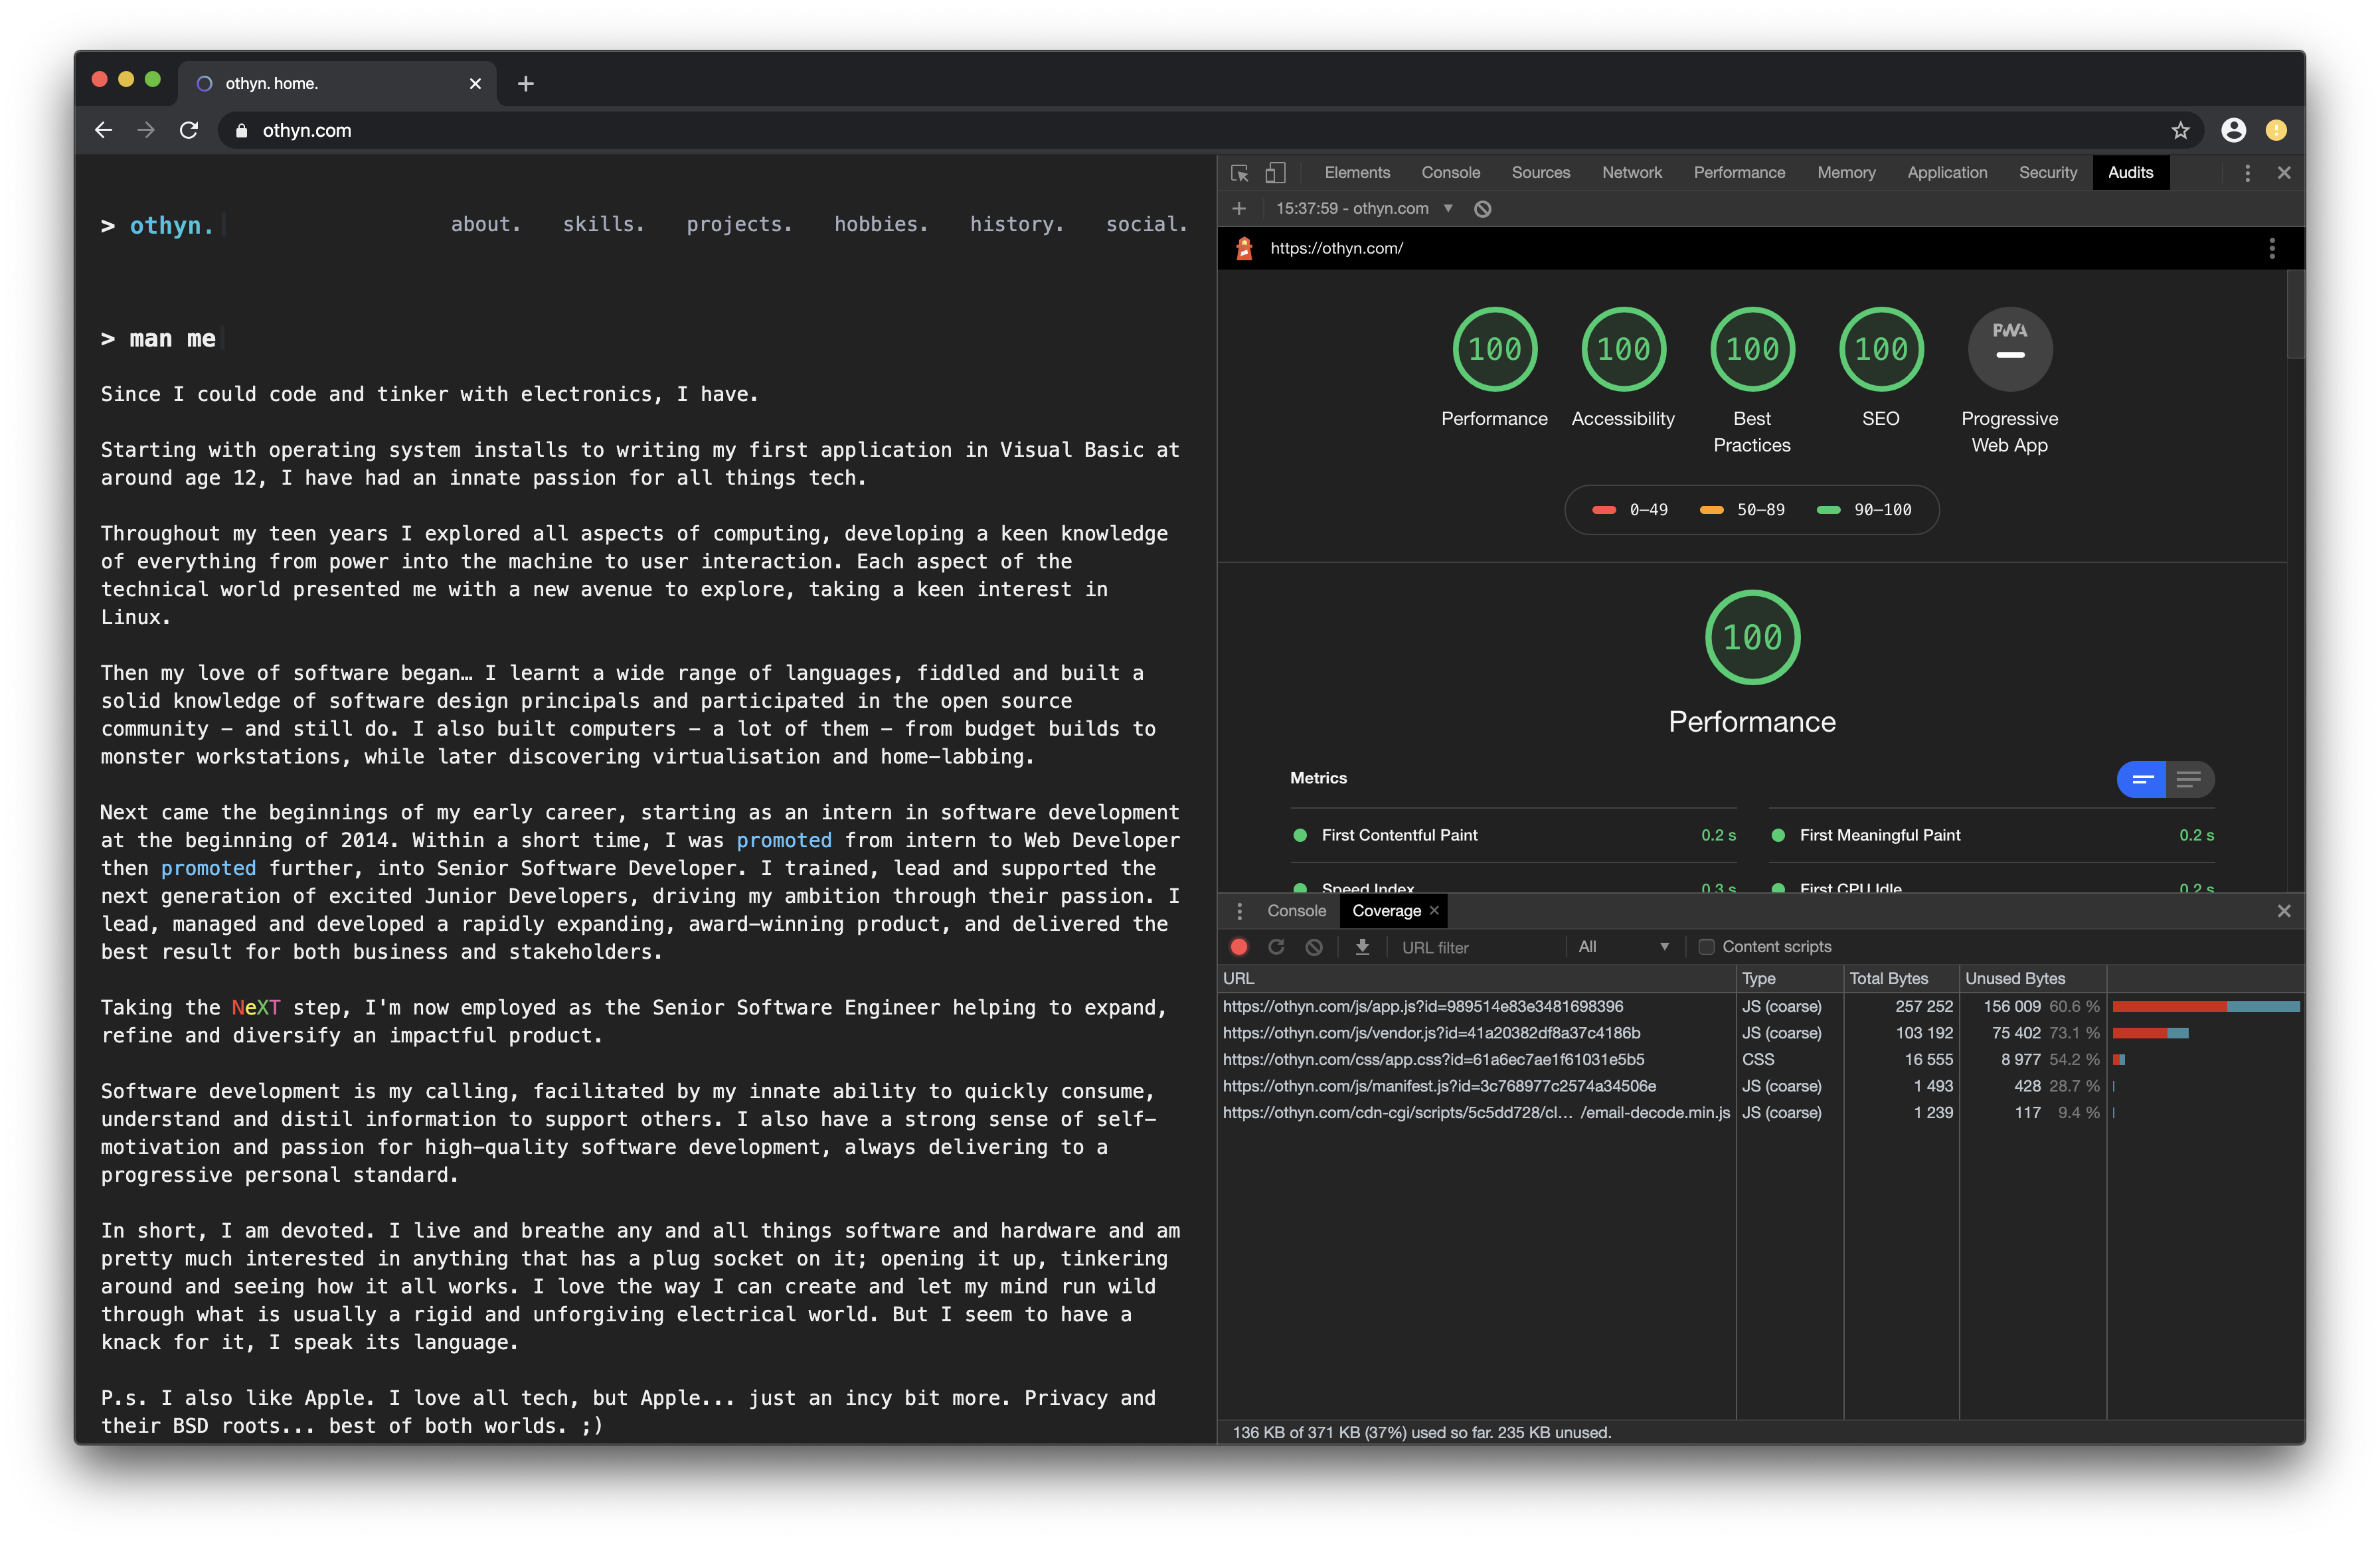 othyn. home.
othyn.com
> othyn.
about. skills. projects. hobbies. history. social.
> man me
Since I could code and tinker with electronics, I have.
Starting with operating system installs to writing my first application in Visual Basic at
around age 12, I have had an innate passion for all things tech.
Throughout my teen years I explored all aspects of computing, developing a keen knowledge
of everything from power into the machine to user interaction. Each aspect of the
technical world presented me with a new avenue to explore, taking a keen interest in
Linux.
Then my love of software began… I learnt a wide range of languages, fiddled and built a
solid knowledge of software design principals and participated in the open source
community - and still do. I also built computers - a lot of them - from budget builds to
monster workstations, while later discovering virtualisation and home-labbing.
Next came the beginnings of my early career, starting as an intern in software development
at the beginning of 2014. Within a short time, I was promoted from intern to Web Developer
then promoted further, into Senior Software Developer. I trained, lead and supported the
next generation of excited Junior Developers, driving my ambition through their passion. I
lead, managed and developed a rapidly expanding, award-winning product, and delivered the
best result for both business and stakeholders.
Taking the NeXT step, I'm now employed as the Senior Software Engineer helping to expand,
refine and diversify an impactful product.
Software development is my calling, facilitated by my innate ability to quickly consume,
understand and distil information to support others. I also have a strong sense of self-
motivation and passion for high-quality software development, always delivering to a
progressive personal standard.
In short, I am devoted. I live and breathe any and all things software and hardware and am
pretty much interested in anything that has a plug socket on it; opening it up, tinkering
around and seeing how it all works. I love the way I can create and let my mind run wild
through what is usually a rigid and unforgiving electrical world. But I seem to have a
knack for it, I speak its language.
P.s. I also like Apple. I love all tech, but Apple... just an incy bit more. Privacy and
their BSD roots... best of both worlds. ;)
Elements Console Sources Network Performance Memory Application Security Audits
15:37:59 - othyn.com
https://othyn.com/
100 100 100 100 PWA
Performance Accessibility Best Practices SEO Progressive Web App
0–49 50–89 90–100
100
Performance
Metrics
First Contentful Paint 0.2 s First Meaningful Paint 0.2 s
Speed Index 0.3 s First CPU Idle 0.2 s
Console Coverage
URL filter All Content scripts
URL Type Total Bytes Unused Bytes
https://othyn.com/js/app.js?id=989514e83e3481698396 JS (coarse) 257 252 156 009 60.6 %
https://othyn.com/js/vendor.js?id=41a20382df8a37c4186b JS (coarse) 103 192 75 402 73.1 %
https://othyn.com/css/app.css?id=61a6ec7ae1f61031e5b5 CSS 16 555 8 977 54.2 %
https://othyn.com/js/manifest.js?id=3c768977c2574a34506e JS (coarse) 1 493 428 28.7 %
https://othyn.com/cdn-cgi/scripts/5c5dd728/cl… /email-decode.min.js JS (coarse) 1 239 117 9.4 %
136 KB of 371 KB (37%) used so far. 235 KB unused.